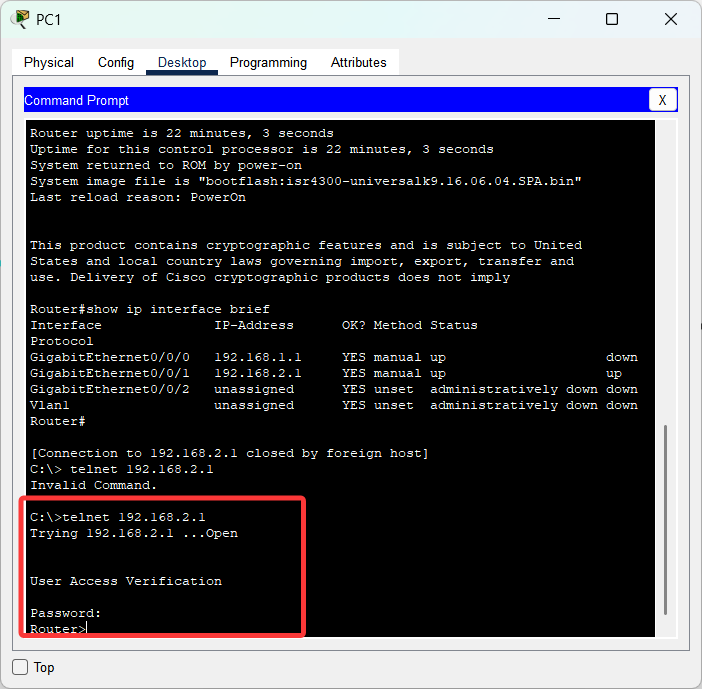 PC1
Physical Config Desktop Programming Attributes
Command Prompt
X
Router uptime is 22 minutes, 3 seconds
Uptime for this control processor is 22 minutes, 3 seconds
System returned to ROM by power-on
System image file is "bootflash:isr4300-universalk9.16.06.04.SPA.bin"
Last reload reason: PowerOn
This product contains cryptographic features and is subject to United
States and local country laws governing import, export, transfer and
use. Delivery of Cisco cryptographic products does not imply
Router#show ip interface brief
Interface IP-Address OK? Method Status
Protocol
GigabitEthernet0/0/0 192.168.1.1 YES manual up down
GigabitEthernet0/0/1 192.168.2.1 YES manual up up
GigabitEthernet0/0/2 unassigned YES unset administratively down down
Vlan1 unassigned YES unset administratively down down
Router#
[Connection to 192.168.2.1 closed by foreign host]
C:\> telnet 192.168.2.1
Invalid Command.
C:\>telnet 192.168.2.1
Trying 192.168.2.1 ...Open
User Access Verification
Password:
Router>
Top